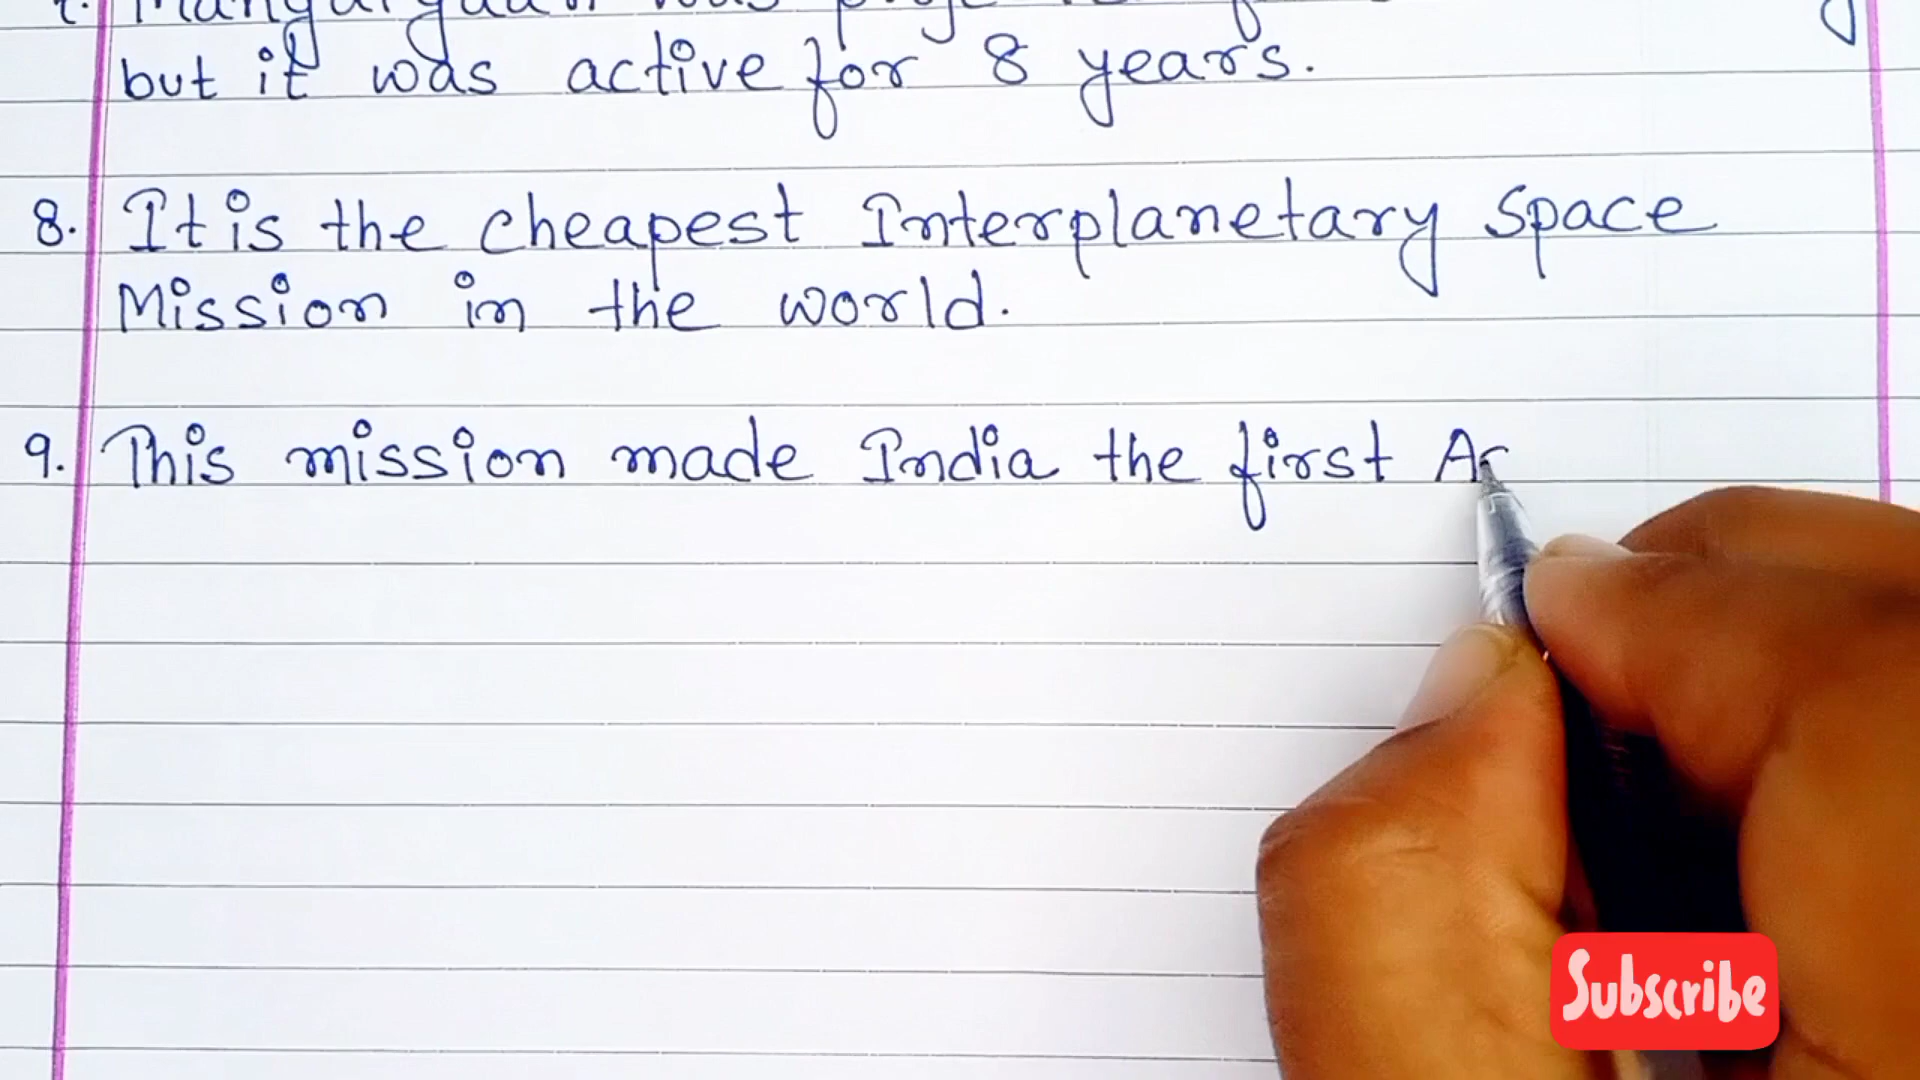 but it was active for 8 years.
8. It is the cheapest Interplanetary Space
Mission in the world.
9. This mission made India the first As
Subscribe